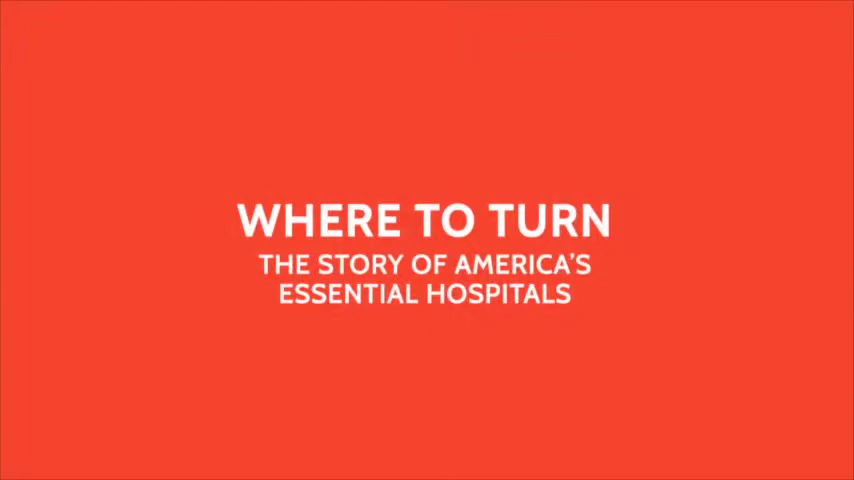 WHERE TO TURN
THE STORY OF AMERICA'S
ESSENTIAL HOSPITALS